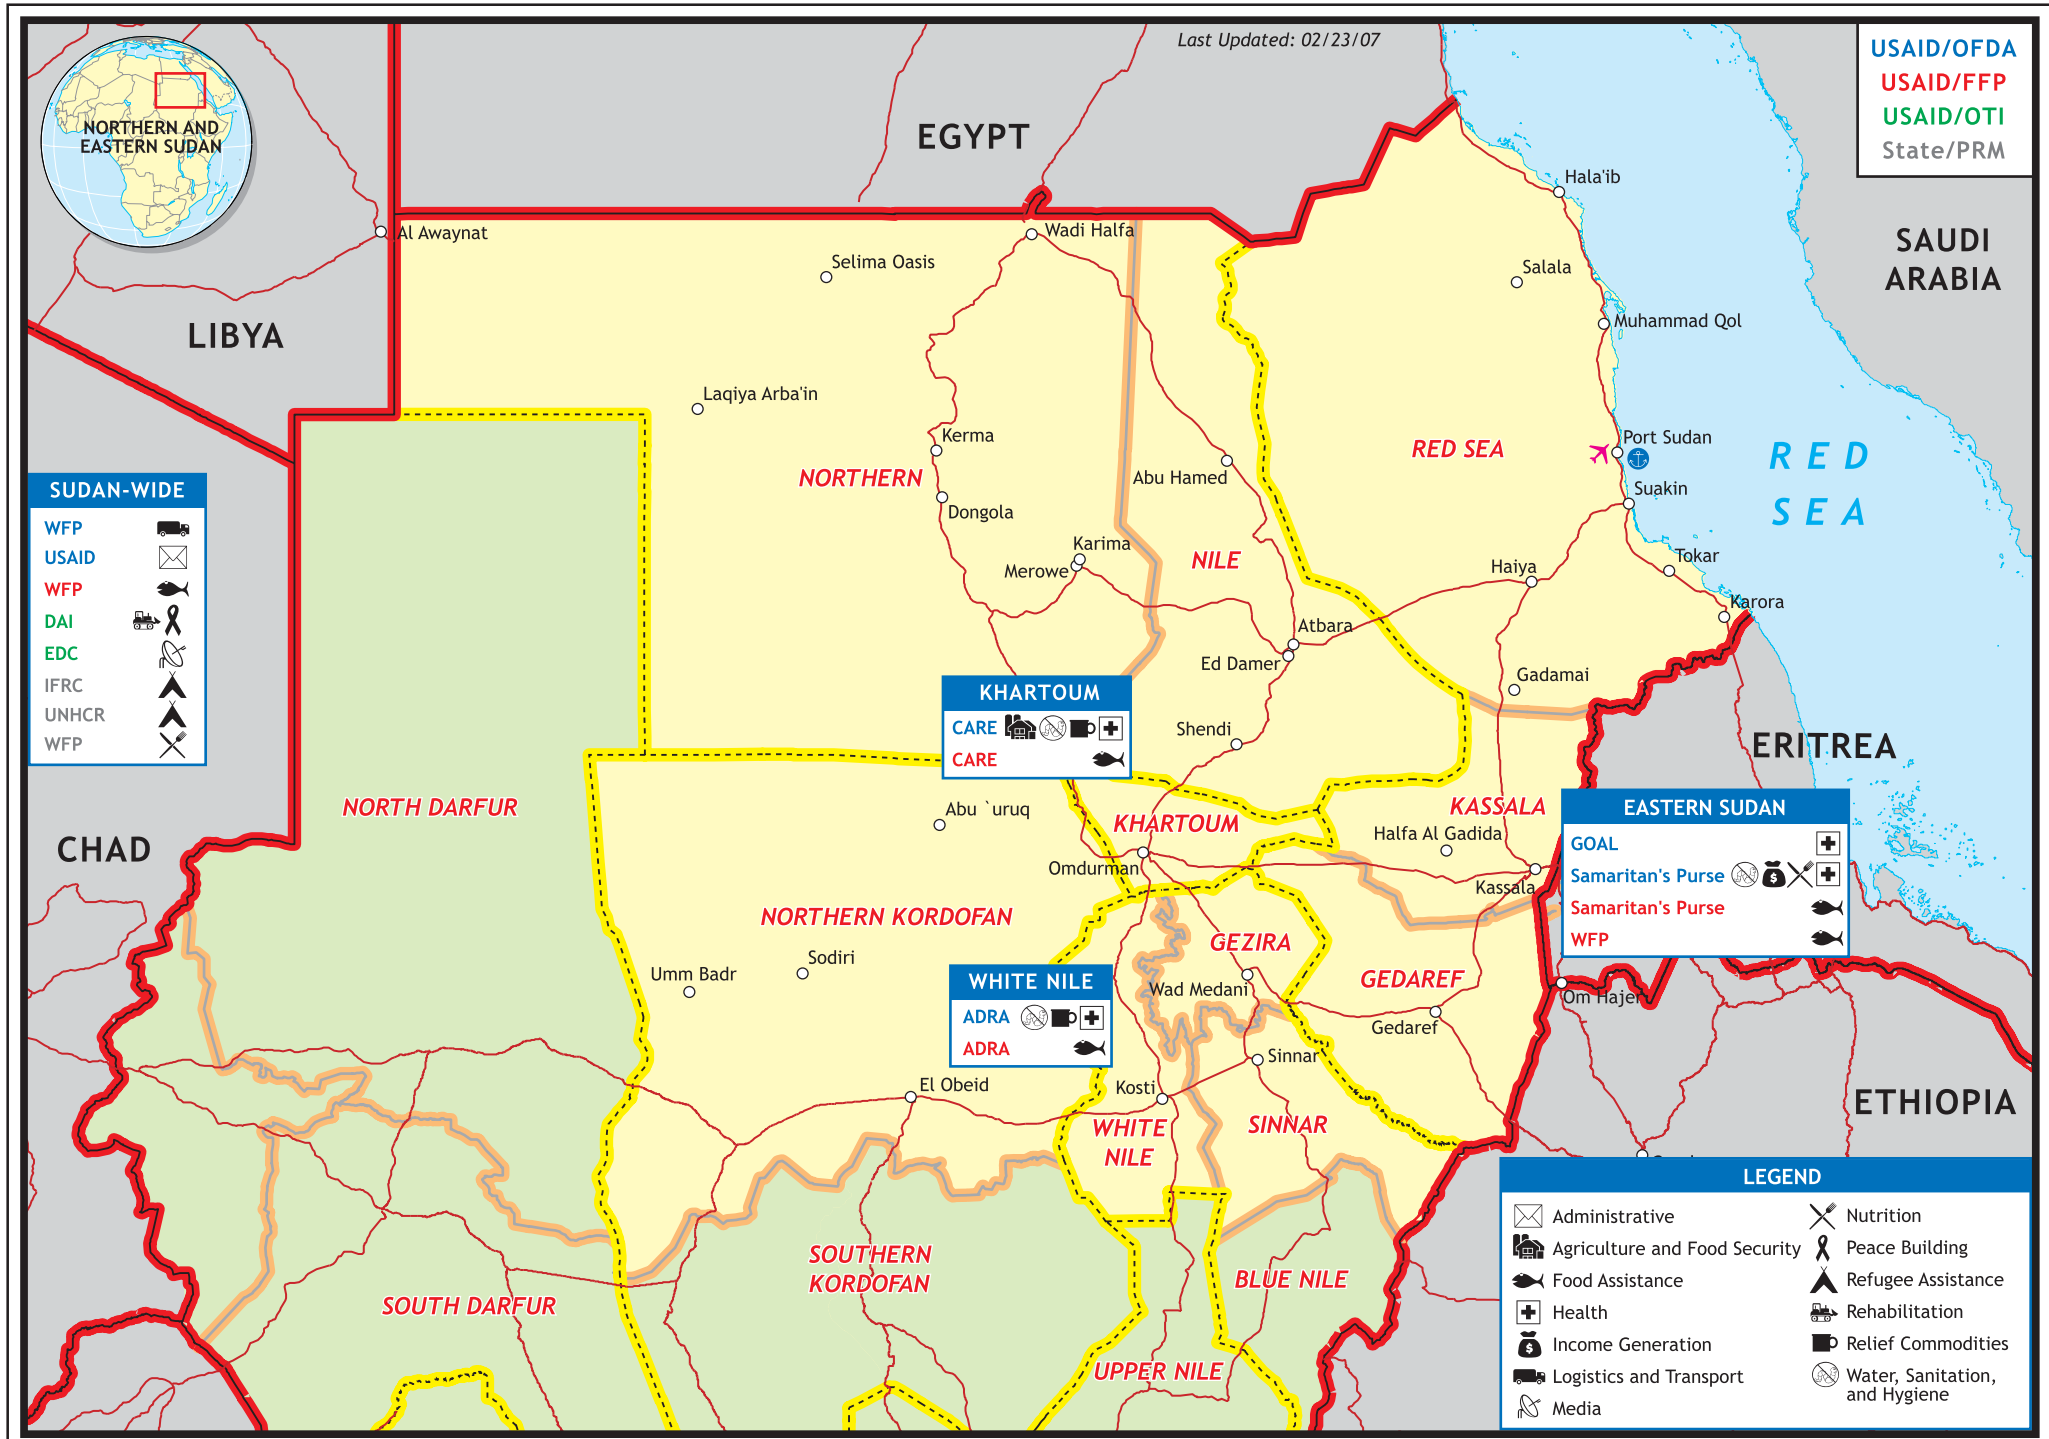 Last Updated: 02/23/07
USAID/OFDA
USAID/FFP
USAID/OTI
State/PRM
NORTHERN AND
EASTERN SUDAN
EGYPT
LIBYA
SAUDI
ARABIA
CHAD
ERITREA
ETHIOPIA
RED
SEA
Al Awaynat
Wadi Halfa
Selima Oasis
Hala'ib
Salala
Muhammad Qol
Laqiya Arba'in
Kerma
NORTHERN
Dongola
Abu Hamed
RED SEA
Port Sudan
Suakin
Karima
Merowe
NILE
Haiya
Tokar
Karora
Atbara
Ed Damer
Gadamai
Shendi
SUDAN-WIDE
WFP
USAID
WFP
DAI
EDC
IFRC
UNHCR
WFP
KHARTOUM
CARE
CARE
NORTH DARFUR
Abu `uruq
KHARTOUM
KASSALA
Halfa Al Gadida
Omdurman
Kassala
EASTERN SUDAN
GOAL
Samaritan's Purse
Samaritan's Purse
WFP
NORTHERN KORDOFAN
Umm Badr
Sodiri
GEZIRA
Wad Medani
GEDAREF
Gedaref
Om Hajer
WHITE NILE
ADRA
ADRA
El Obeid
Kosti
Sinnar
WHITE
NILE
SINNAR
SOUTHERN
KORDOFAN
SOUTH DARFUR
BLUE NILE
UPPER NILE
LEGEND
Administrative
Agriculture and Food Security
Food Assistance
Health
Income Generation
Logistics and Transport
Media
Nutrition
Peace Building
Refugee Assistance
Rehabilitation
Relief Commodities
Water, Sanitation,
and Hygiene